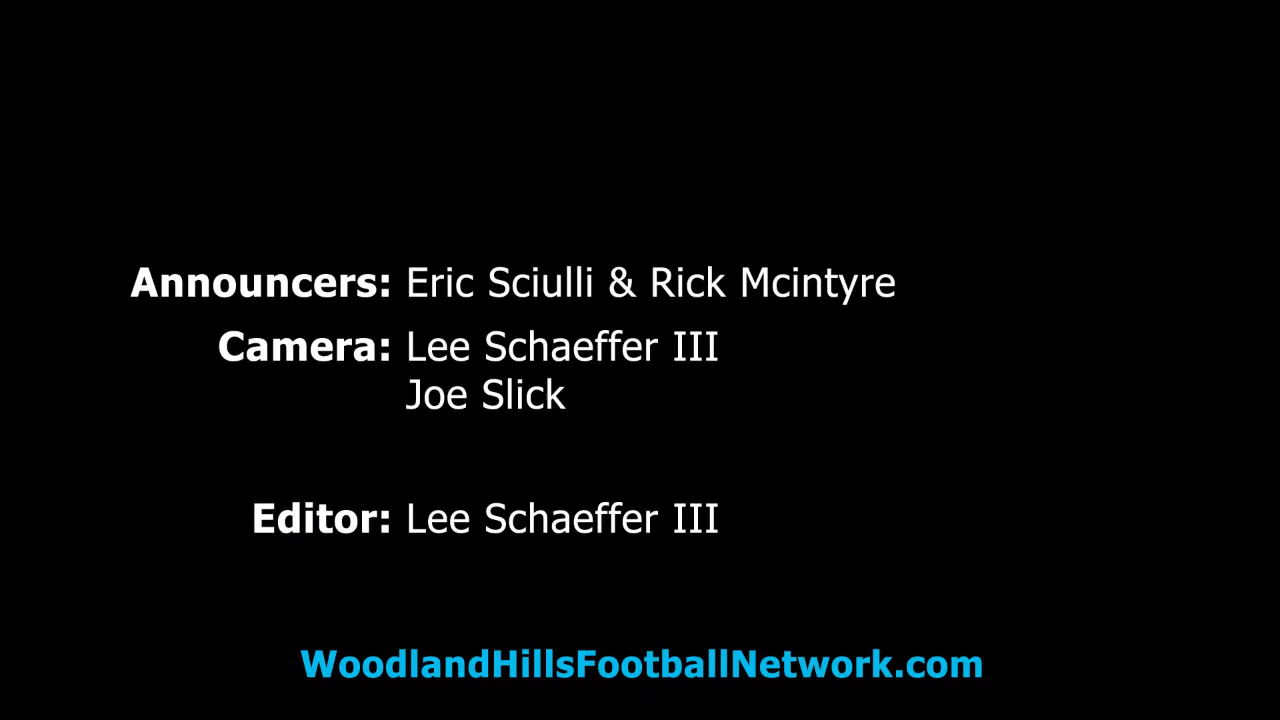 Announcers: Eric Sciulli & Rick Mcintyre
Camera: Lee Schaeffer III
Joe Slick
Editor: Lee Schaeffer III
WoodlandHillsFootballNetwork.com